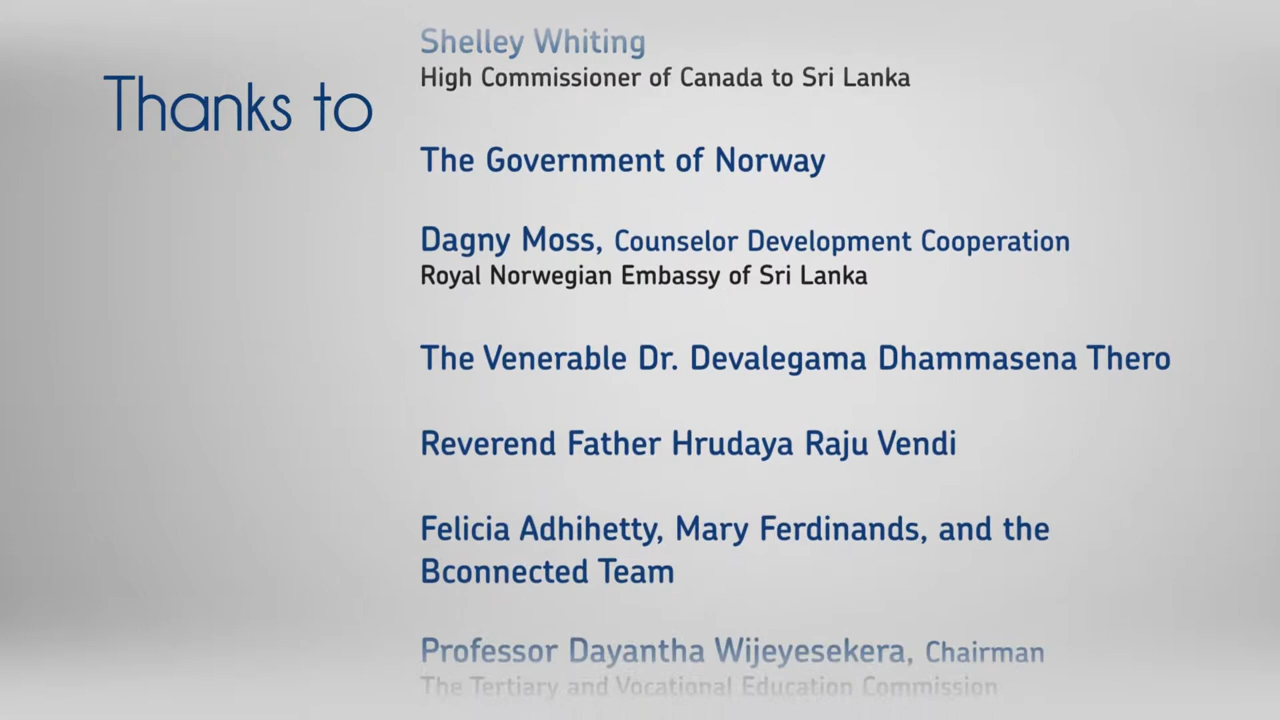 Thanks to
Shelley Whiting
High Commissioner of Canada to Sri Lanka
The Government of Norway
Dagny Moss, Counselor Development Cooperation
Royal Norwegian Embassy of Sri Lanka
The Venerable Dr. Devalegama Dhammasena Thero
Reverend Father Hrudaya Raju Vendi
Felicia Adhihetty, Mary Ferdinands, and the
Bconnected Team
Professor Dayantha Wijeyesekera, Chairman
The Tertiary and Vocational Education Commission